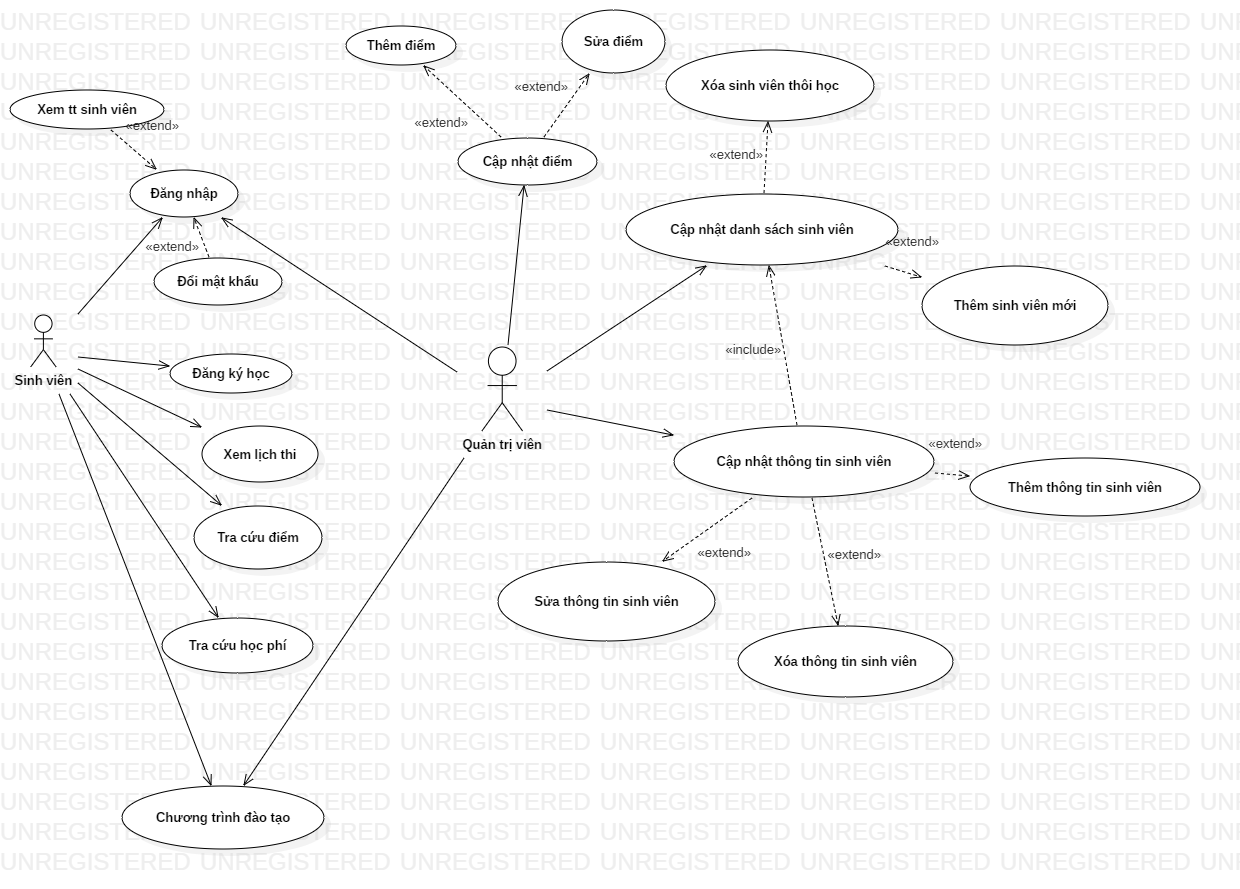 Sửa điểm
Thêm điểm
Xóa sinh viên thôi học
«extend»
Xem tt sinh viên
«extend»
«extend»
«extend»
Cập nhật điểm
Đăng nhập
Cập nhật danh sách sinh viên
«extend»
«extend»
Đổi mật khẩu
Thêm sinh viên mới
«include»
Đăng ký học
Sinh viên
Quản trị viên
«extend»
Xem lịch thi
Cập nhật thông tin sinh viên
Thêm thông tin sinh viên
Tra cứu điểm
«extend»
«extend»
Sửa thông tin sinh viên
Tra cứu học phí
Xóa thông tin sinh viên
Chương trình đào tạo
UNREGISTERED